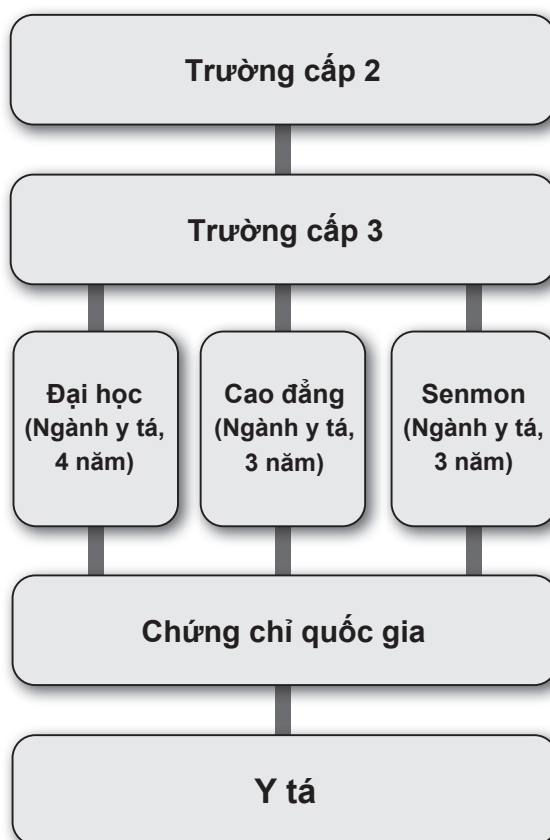 Trường cấp 2
Trường cấp 3
Đại học
(Ngành y tá,
4 năm)
Cao đẳng
(Ngành y tá,
3 năm)
Senmon
(Ngành y tá,
3 năm)
Chứng chỉ quốc gia
Y tá